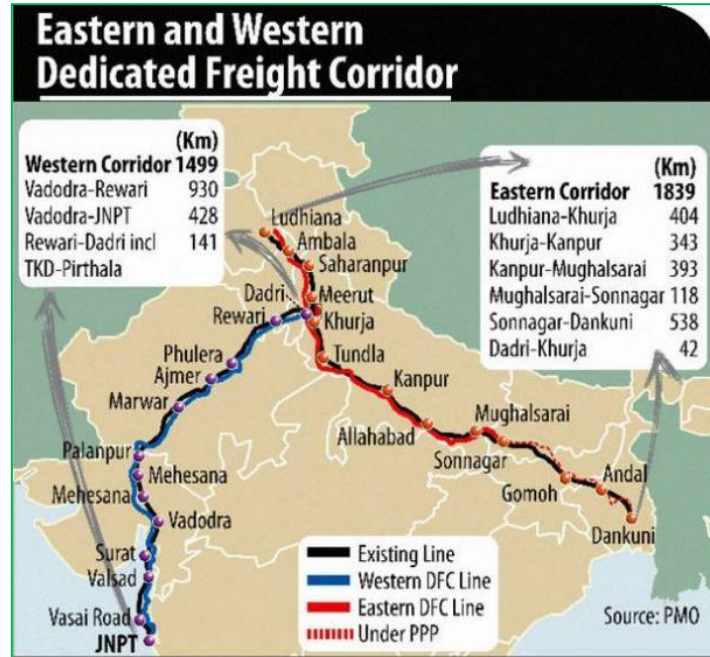 Eastern and Western
Dedicated Freight Corridor
(Km)
Western Corridor 1499
Vadodra-Rewari 930
Vadodra-JNPT 428
Rewari-Dadri incl 141
TKD-Pirthala
(Km)
Eastern Corridor 1839
Ludhiana-Khurja 404
Khurja-Kanpur 343
Kanpur-Mughalsarai 393
Mughalsarai-Sonnagar 118
Sonnagar-Dankuni 538
Dadri-Khurja 42
Ludhiana
Ambala
Saharanpur
Meerut
Dadri
Khurja
Rewari
Tundla
Phulera
Ajmer
Kanpur
Marwar
Mughalsarai
Allahabad
Palanpur
Sonnagar
Mehesana
Andal
Gomoh
Mehesana
Vadodra
Dankuni
Surat
Valsad
Vasai Road
JNPT
Existing Line
Western DFC Line
Eastern DFC Line
Under PPP
Source: PMO